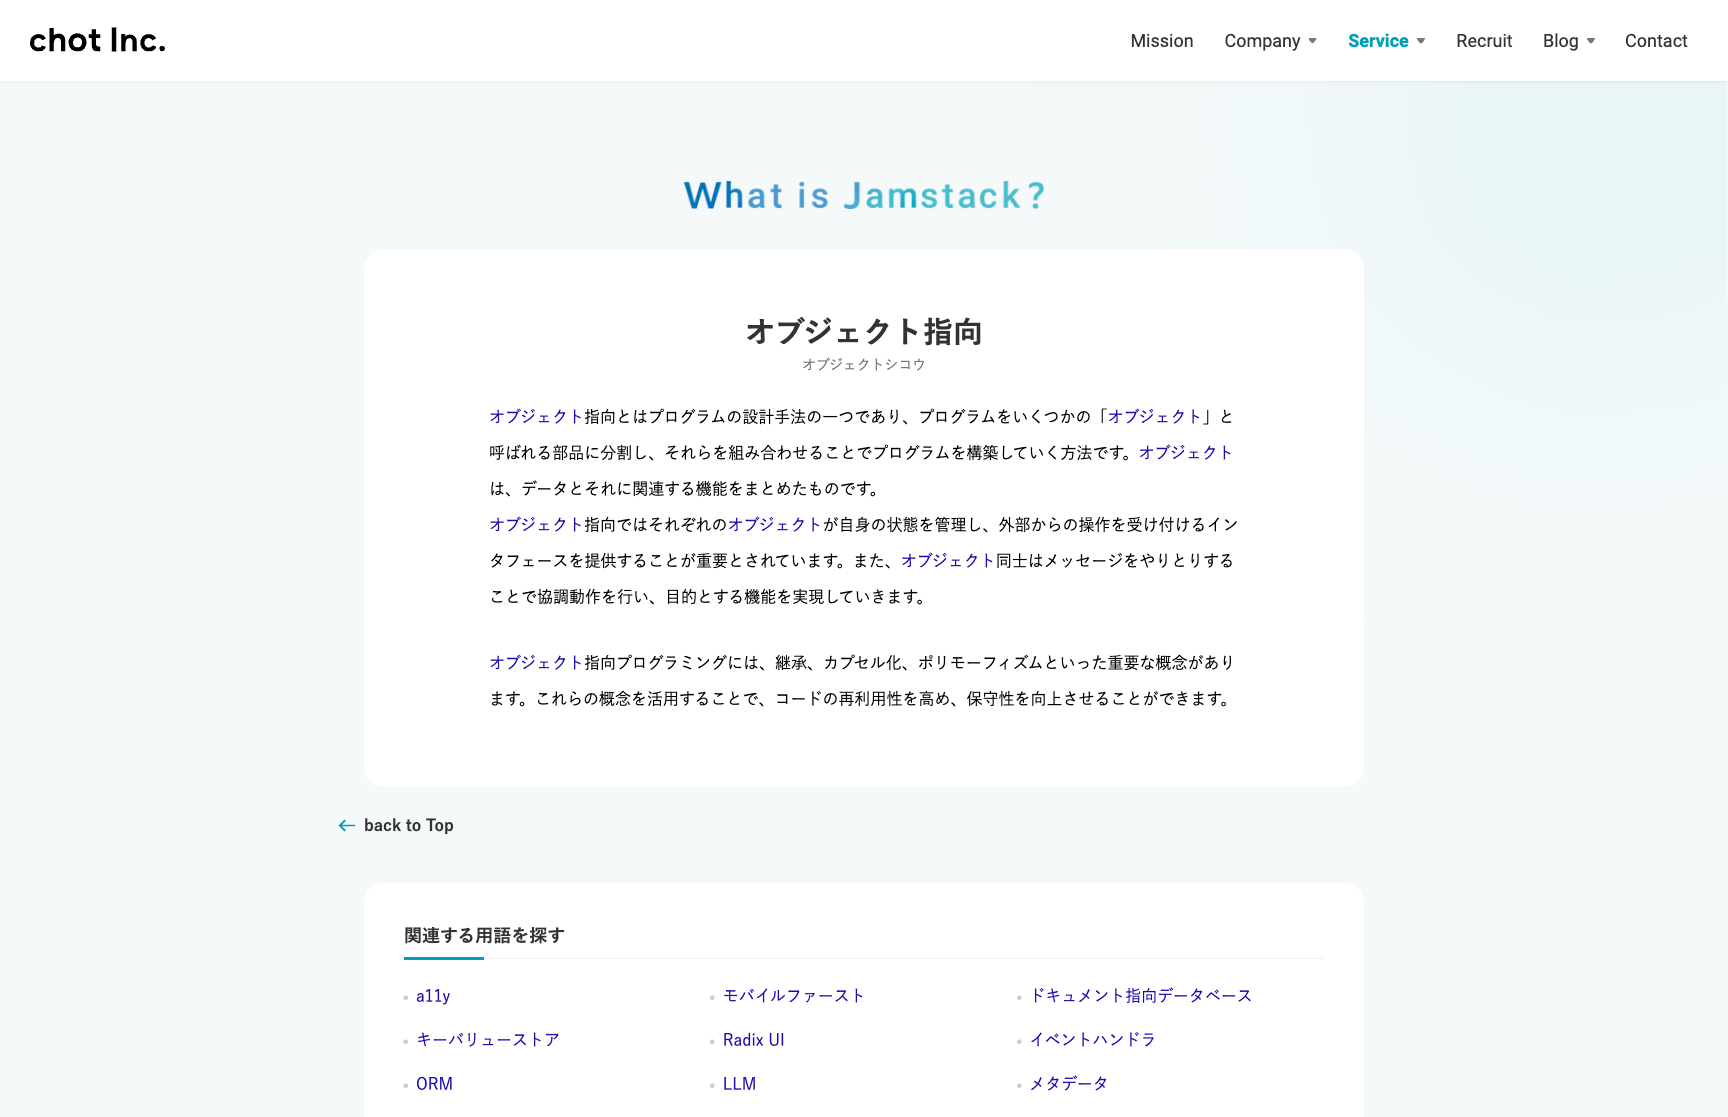 chot Inc.
Mission Company Service Recruit Blog Contact
What is Jamstack?
オブジェクト指向
オブジェクトシコウ
オブジェクト指向とはプログラムの設計手法の一つであり、プログラムをいくつかの「オブジェクト」と
呼ばれる部品に分割し、それらを組み合わせることでプログラムを構築していく方法です。オブジェクト
は、データとそれに関連する機能をまとめたものです。
オブジェクト指向ではそれぞれのオブジェクトが自身の状態を管理し、外部からの操作を受け付けるイン
タフェースを提供することが重要とされています。また、オブジェクト同士はメッセージをやりとりする
ことで協調動作を行い、目的とする機能を実現していきます。
オブジェクト指向プログラミングには、継承、カプセル化、ポリモーフィズムといった重要な概念があり
ます。これらの概念を活用することで、コードの再利用性を高め、保守性を向上させることができます。
back to Top
関連する用語を探す
a11y モバイルファースト ドキュメント指向データベース
キーバリューストア Radix UI イベントハンドラ
ORM LLM メタデータ